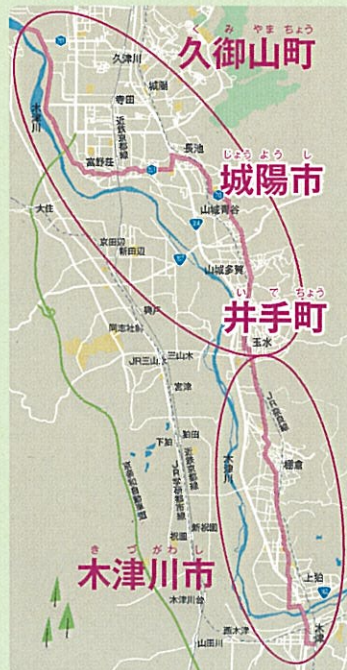 み やま ちょう
久御山町
久津川
城陽
寺田
近鉄京都線
木津川
長池
富野荘
じょう よう し
城陽市
山城青谷
大住
京田辺
新田辺
山城多賀
い で ちょう
井手町
興戸
同志社前
玉水
三山木
JR三山木
宮津
JR奈良線
棚倉
下狛
狛田
近鉄京都線
JR学研都市線
木津川
京奈和自動車道
新祝園
祝園
き づ がわ し
木津川市
上狛
木津川台
西木津
木津
山田川